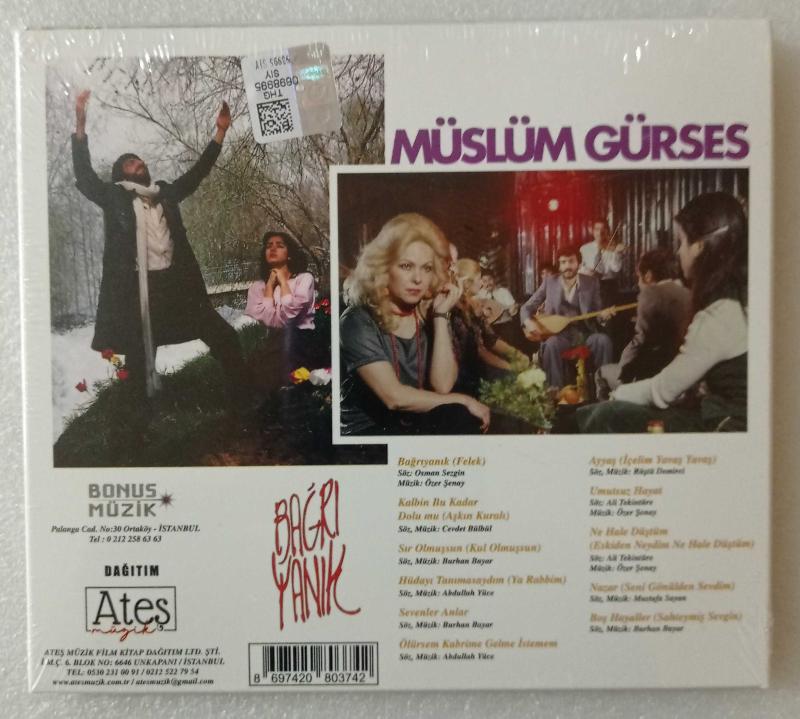 0698995
SIY
THG
MÜSLÜM GÜRSES
Bağrıyanık (Felek)
Söz: Osman Sezgin
Müzik: Özer Şenay
Kalbin Bu Kadar
Dolu mu (Aşkın Kuralı)
Söz, Müzik: Cevdet Bülbül
Sır Olmuşsun (Kul Olmuşsun)
Söz, Müzik: Burhan Bayar
Hüdayı Tanımasaydım (Ya Rabbim)
Söz, Müzik: Abdullah Yüce
Sevenler Anlar
Söz, Müzik: Burhan Bayar
Ölürsem Kabrime Gelme İstemem
Söz, Müzik: Abdullah Yüce
Ayyaş (İçelim Yavaş Yavaş)
Söz, Müzik: Rüştü Demirci
Umutsuz Hayat
Söz: Ali Tekintüre
Müzik: Özer Şenay
Ne Hale Düştüm
(Eskiden Neydim Ne Hale Düştüm)
Söz: Ali Tekintüre
Müzik: Özer Şenay
Nazar (Seni Gönülden Sevdim)
Söz, Müzik: Mustafa Sayan
Boş Hayaller (Sahieymiş Sevgin)
Söz, Müzik: Burhan Bayar
BONUS
MÜZİK
Palanga Cad. No:30 Ortaköy - İSTANBUL
Tel : 0 212 258 63 63
DAĞITIM
Ateş
müzik
ATEŞ MÜZİK FİLM KİTAP DAĞITIM LTD. ŞTİ.
İ.M.Ç. 6. BLOK NO: 6646 UNKAPANI / İSTANBUL
TEL: 0530 231 00 91 / 0212 522 79 54
www.atesmuzik.com.tr / atesmuzik@gmail.com
BAĞRI
YANIK
8 697420 803742